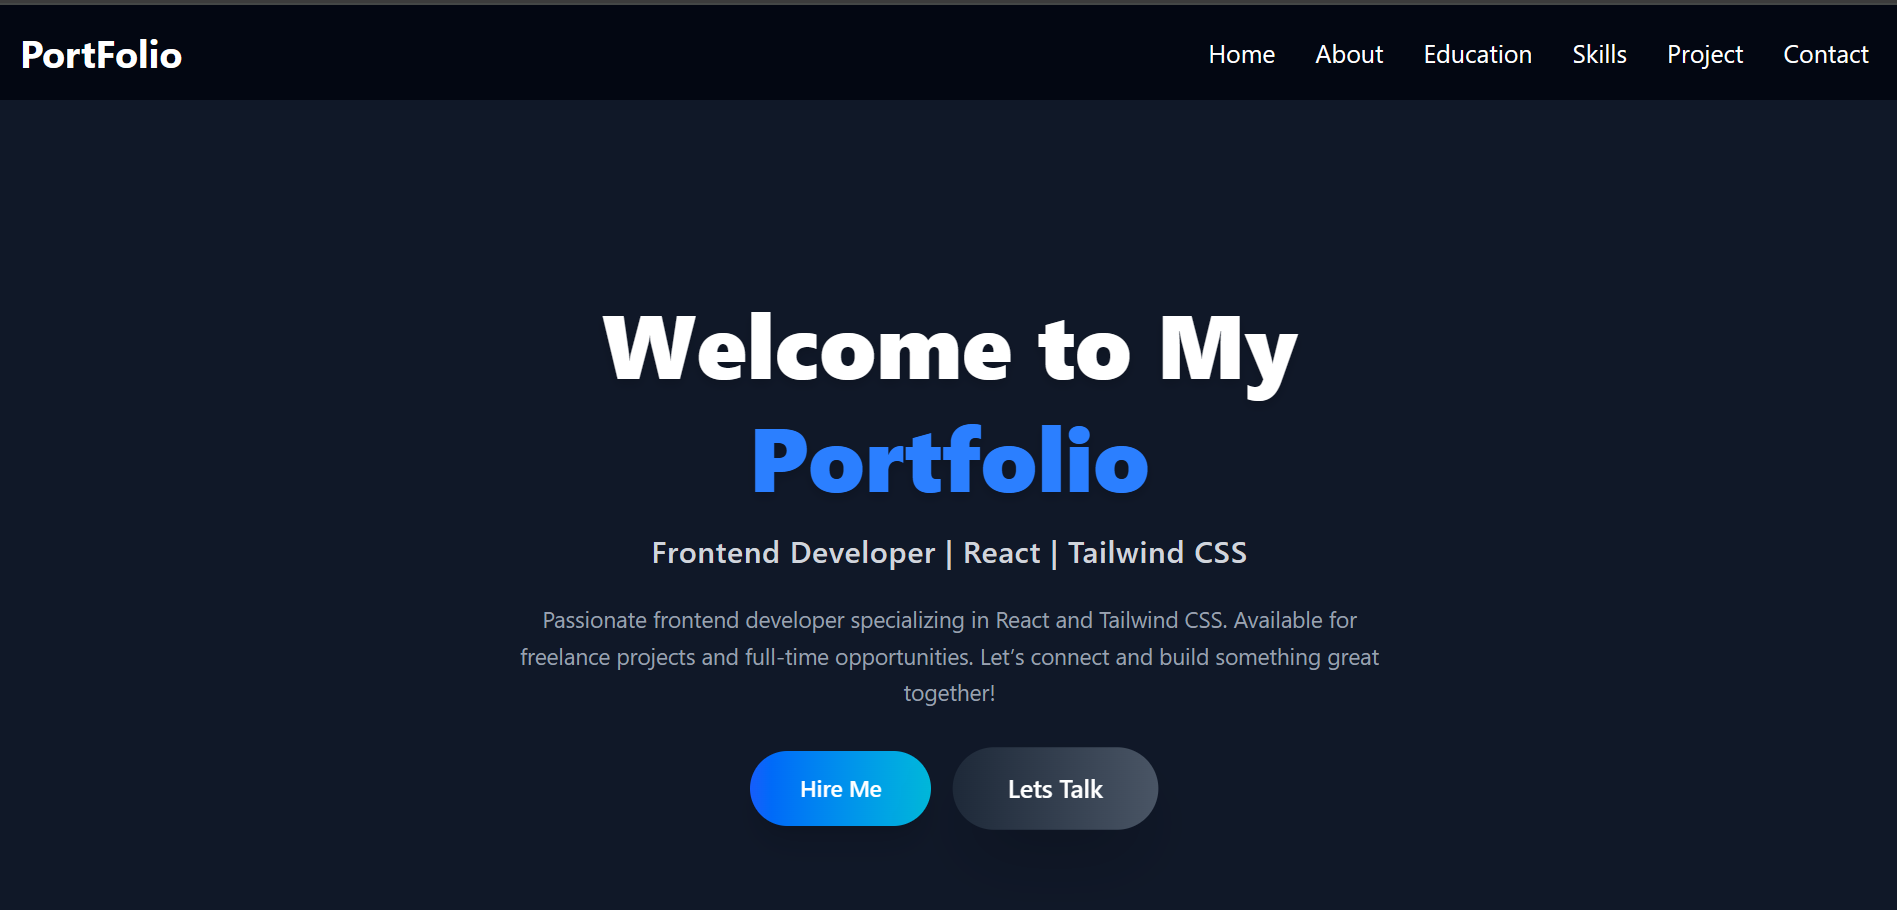 PortFolio
Home About Education Skills Project Contact
Welcome to My
Portfolio
Frontend Developer | React | Tailwind CSS
Passionate frontend developer specializing in React and Tailwind CSS. Available for
freelance projects and full-time opportunities. Let’s connect and build something great
together!
Hire Me
Lets Talk